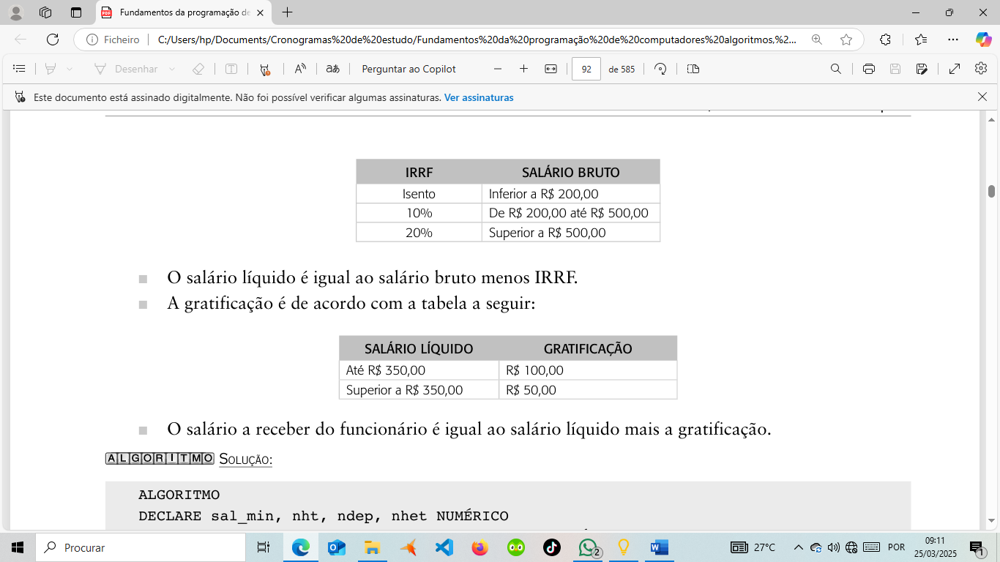 Fundamentos da programação de
Ficheiro
C:/Users/hp/Documents/Cronogramas%20de%20estudo/Fundamentos%20da%20programação%20de%20computadores%20algoritmos,%2...
Desenhar
aあ
Perguntar ao Copilot
92
de 585
Este documento está assinado digitalmente. Não foi possível verificar algumas assinaturas. Ver assinaturas
IRRF SALÁRIO BRUTO
Isento Inferior a R$ 200,00
10% De R$ 200,00 até R$ 500,00
20% Superior a R$ 500,00
O salário líquido é igual ao salário bruto menos IRRF.
A gratificação é de acordo com a tabela a seguir:
SALÁRIO LÍQUIDO GRATIFICAÇÃO
Até R$ 350,00 R$ 100,00
Superior a R$ 350,00 R$ 50,00
O salário a receber do funcionário é igual ao salário líquido mais a gratificação.
ALGORITMO SOLUÇÃO:
ALGORITMO
DECLARE sal_min, nht, ndep, nhet NUMÉRICO
Procurar
2
27°C
POR
09:11
25/03/2025
1